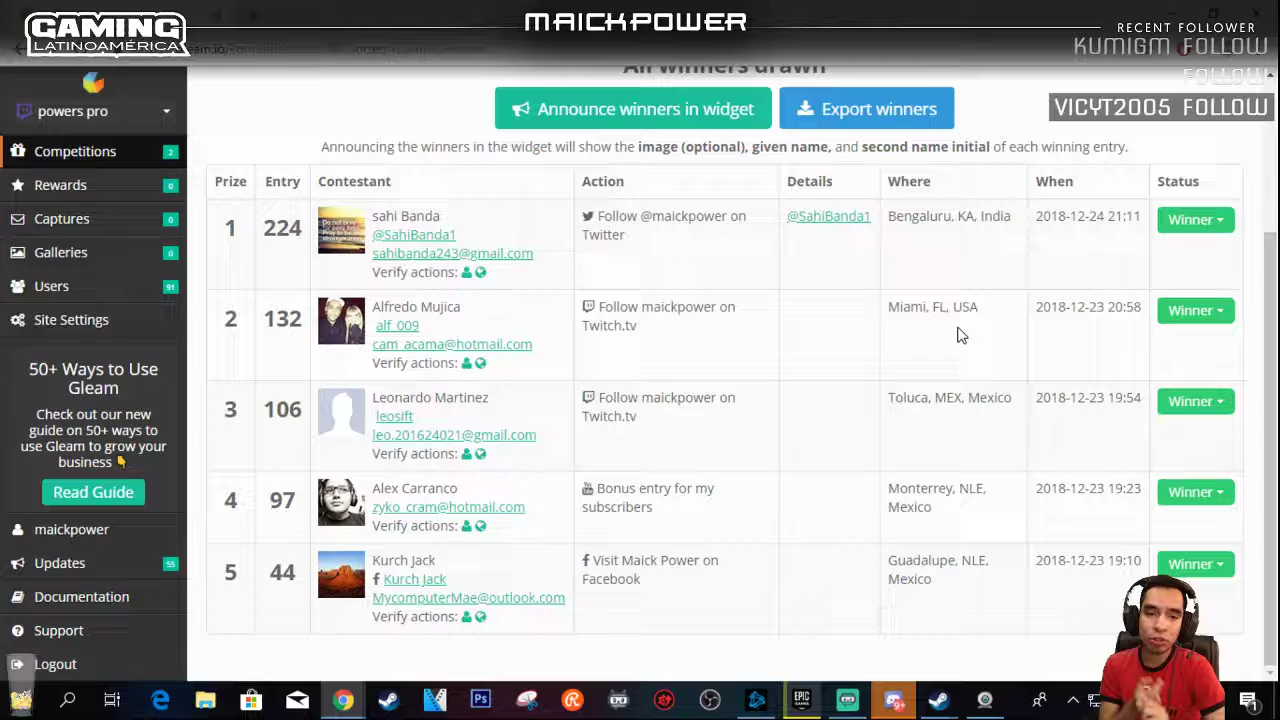 GAMING
LATINOAMÉRICA
MAICKPOWER
RECENT FOLLOWER
KUMIGM FOLLOW
FOLLOW
VICYT2005 FOLLOW
powers pro
Competitions 2
Rewards 0
Captures 0
Galleries 0
Users 91
Site Settings
50+ Ways to Use
Gleam
Check out our new
guide on 50+ ways to
use Gleam to grow your
business
Read Guide
maickpower
Updates 55
Documentation
Support
Logout
All winners drawn
Announce winners in widget
Export winners
Announcing the winners in the widget will show the image (optional), given name, and second name initial of each winning entry.
Prize Entry Contestant Action Details Where When Status
1 224 sahi Banda Follow @maickpower on @SahiBanda1 Bengaluru, KA, India 2018-12-24 21:11 Winner
@SahiBanda1 Twitter
sahibanda243@gmail.com
Verify actions:
2 132 Alfredo Mujica Follow maickpower on Miami, FL, USA 2018-12-23 20:58 Winner
alf_009 Twitch.tv
cam_acama@hotmail.com
Verify actions:
3 106 Leonardo Martinez Follow maickpower on Toluca, MEX, Mexico 2018-12-23 19:54 Winner
leosift Twitch.tv
leo.201624021@gmail.com
Verify actions:
4 97 Alex Carranco Bonus entry for my Monterrey, NLE, 2018-12-23 19:23 Winner
zyko_cram@hotmail.com subscribers Mexico
Verify actions:
5 44 Kurch Jack Visit Maick Power on Guadalupe, NLE, 2018-12-23 19:10 Winner
Kurch Jack Facebook Mexico
MycomputerMae@outlook.com
Verify actions: